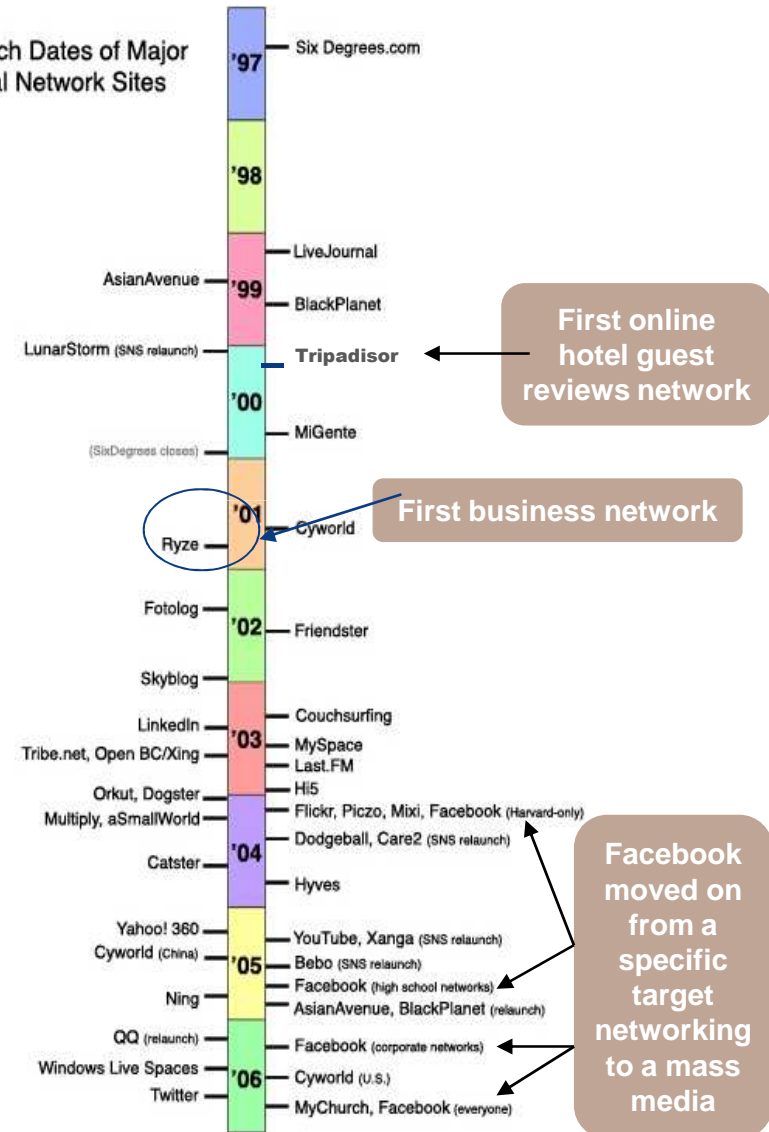 ch Dates of Major
al Network Sites
'97
Six Degrees.com
'98
'99
LiveJournal
AsianAvenue
BlackPlanet
First online
hotel guest
reviews network
LunarStorm (SNS relaunch)
Tripadisor
'00
MiGente
(SixDegrees closes)
'01
First business network
Cyworld
Ryze
Fotolog
'02
Friendster
Skyblog
'03
Couchsurfing
LinkedIn
MySpace
Tribe.net, Open BC/Xing
Last.FM
Hi5
Orkut, Dogster
Flickr, Piczo, Mixi, Facebook (Harvard-only)
Multiply, aSmallWorld
'04
Dodgeball, Care2 (SNS relaunch)
Catster
Hyves
Facebook
moved on
from a
specific
target
networking
to a mass
media
Yahoo! 360
YouTube, Xanga (SNS relaunch)
Cyworld (China)
'05
Bebo (SNS relaunch)
Facebook (high school networks)
Ning
AsianAvenue, BlackPlanet (relaunch)
QQ (relaunch)
Facebook (corporate networks)
Windows Live Spaces
'06
Cyworld (U.S.)
Twitter
MyChurch, Facebook (everyone)